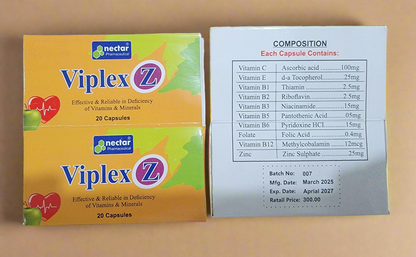 nectar
Pharmaceutical
Viplex Z
Effective & Reliable in Deficiency
of Vitamins & Minerals
20 Capsules
nectar
Pharmaceutical
Viplex Z
Effective & Reliable in Deficiency
of Vitamins & Minerals
20 Capsules
COMPOSITION
Each Capsule Contains:
Vitamin C Ascorbic acid 100mg
Vitamin E d-a Tocopherol 25mg
Vitamin B1 Thiamin 2.5mg
Vitamin B2 Riboflavin 2.5mg
Vitamin B3 Niacinamide 15mg
Vitamin B5 Pantothenic Acid 05mg
Vitamin B6 Pyridoxine HCl 15mg
Folate Folic Acid 0.4mg
Vitamin B12 Methylcobalamin 12mcg
Zinc Zinc Sulphate 25mg
Batch No: 007
Mfg. Date: March 2025
Exp. Date: Aprial 2027
Retail Price: 300.00